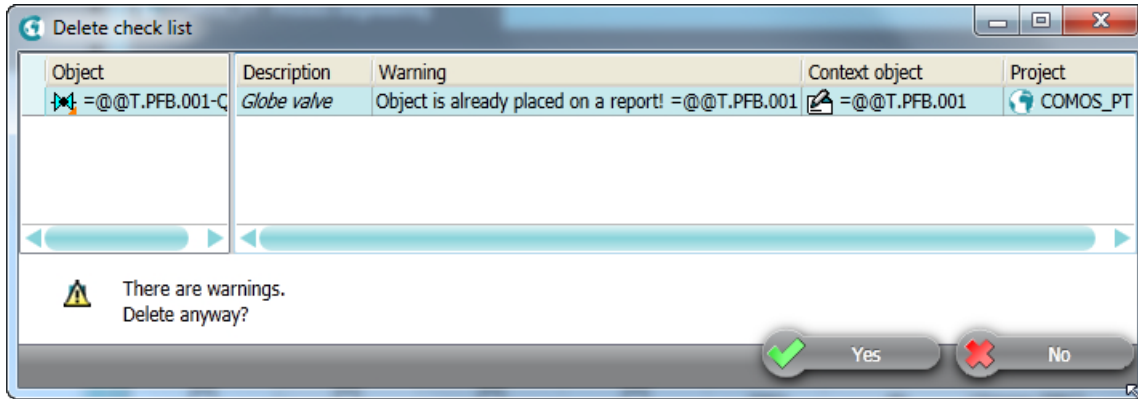 Delete check list
Object Description Warning Context object Project
=@@T.PFB.001-Q Globe valve Object is already placed on a report! =@@T.PFB.001 =@@T.PFB.001 COMOS_PT
There are warnings.
Delete anyway?
Yes No